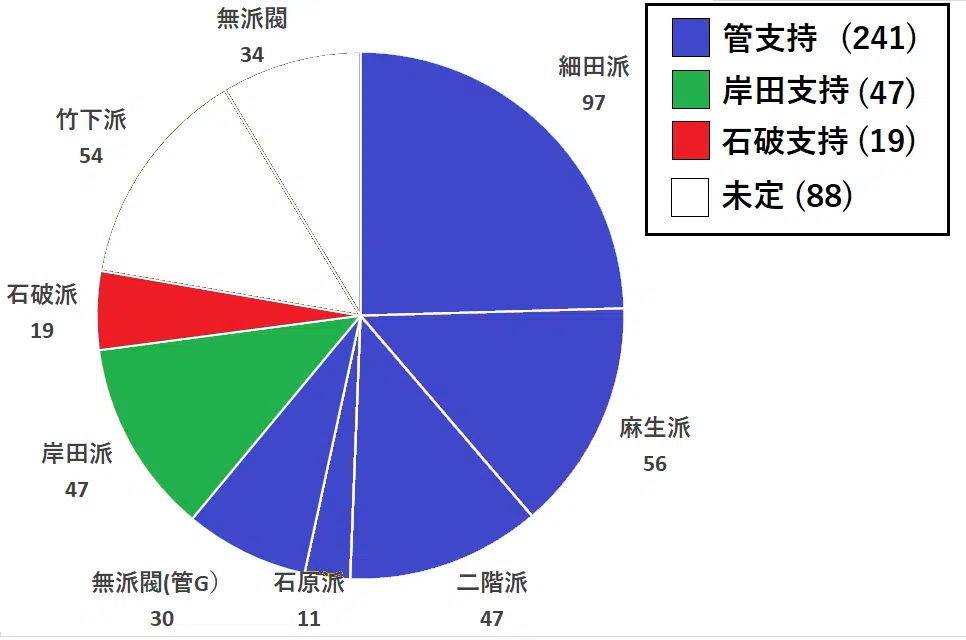 無派閥
34
細田派
97
管支持 (241)
岸田支持 (47)
石破支持 (19)
未定 (88)
竹下派
54
石破派
19
麻生派
56
岸田派
47
無派閥(管G)
30
石原派
11
二階派
47